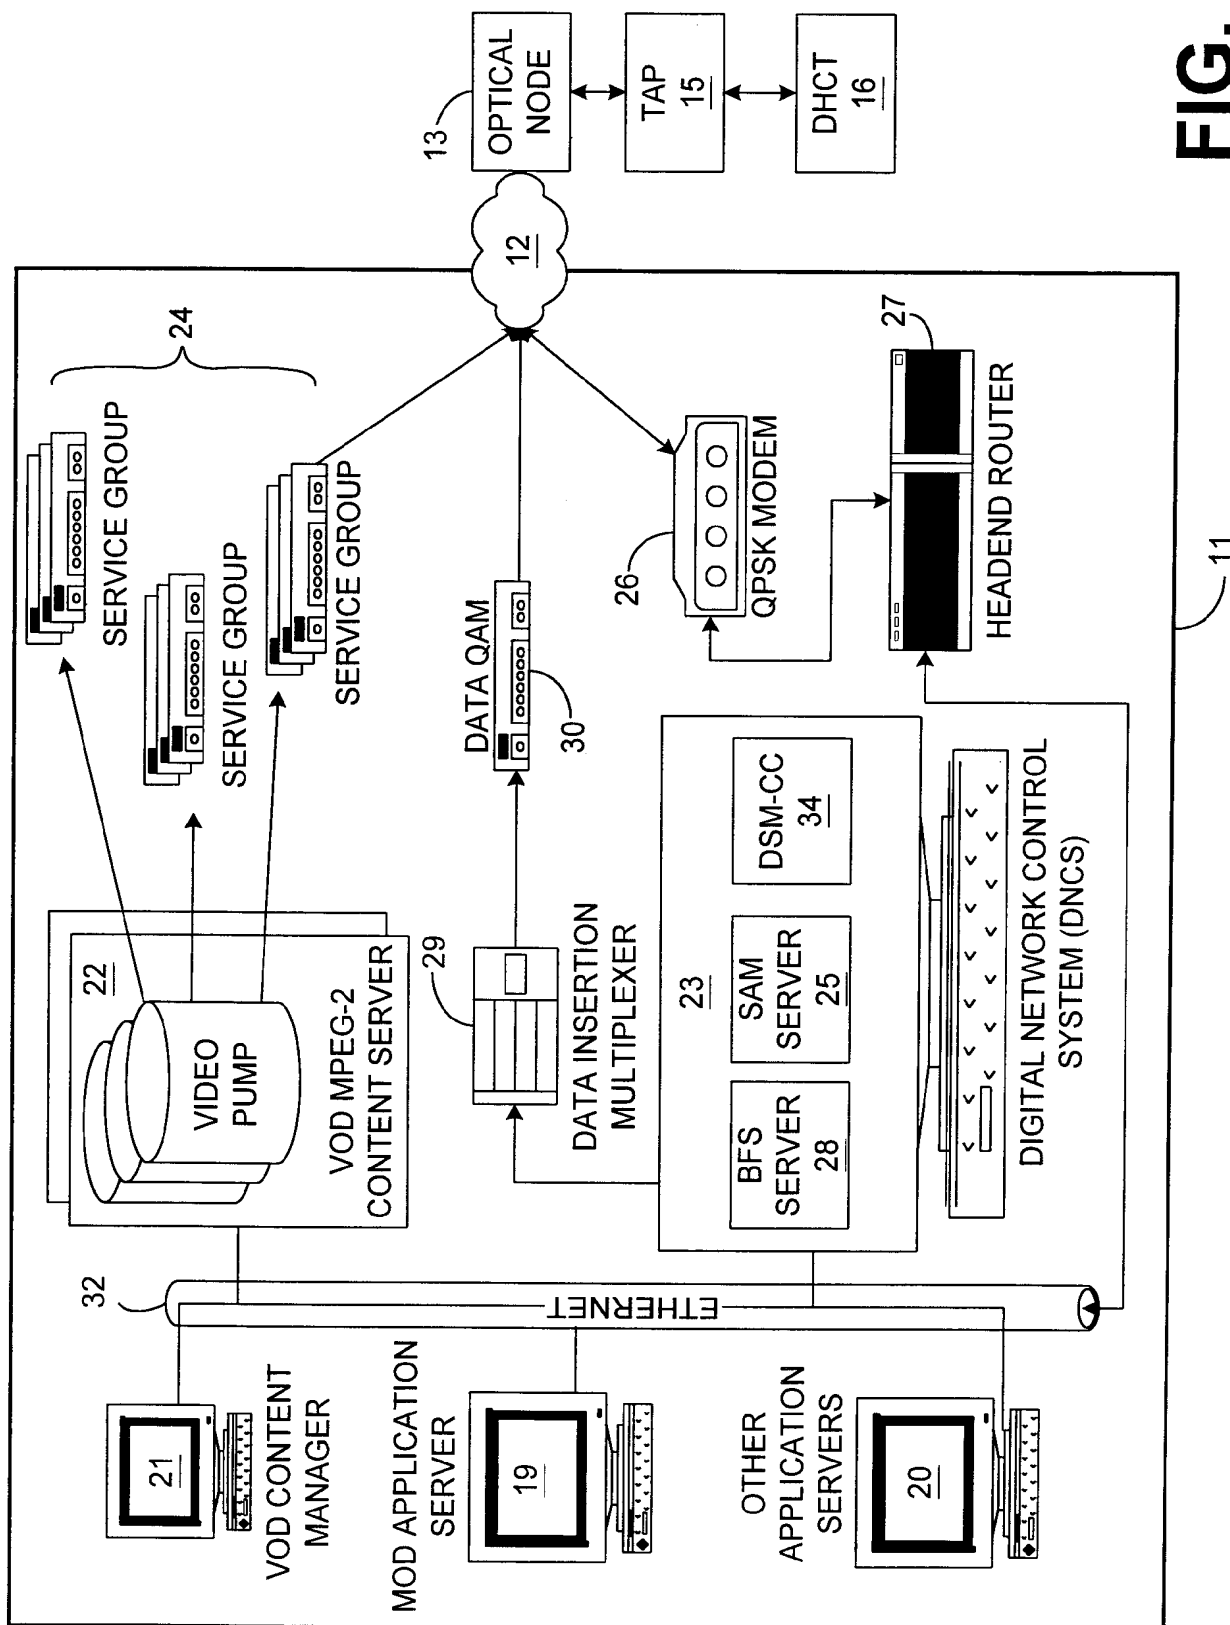 21
VOD CONTENT
MANAGER
MOD APPLICATION
SERVER
19
OTHER
APPLICATION
SERVERS
20
32
ETHERNET
22
VIDEO
PUMP
VOD MPEG-2
CONTENT SERVER
SERVICE GROUP
SERVICE GROUP
SERVICE GROUP
24
29
DATA INSERTION
MULTIPLEXER
DATA QAM
30
23
BFS
SERVER
28
SAM
SERVER
25
DSM-CC
34
DIGITAL NETWORK CONTROL
SYSTEM (DNCS)
26
QPSK MODEM
27
HEADEND ROUTER
11
12
13
OPTICAL
NODE
TAP
15
DHCT
16
FIG.